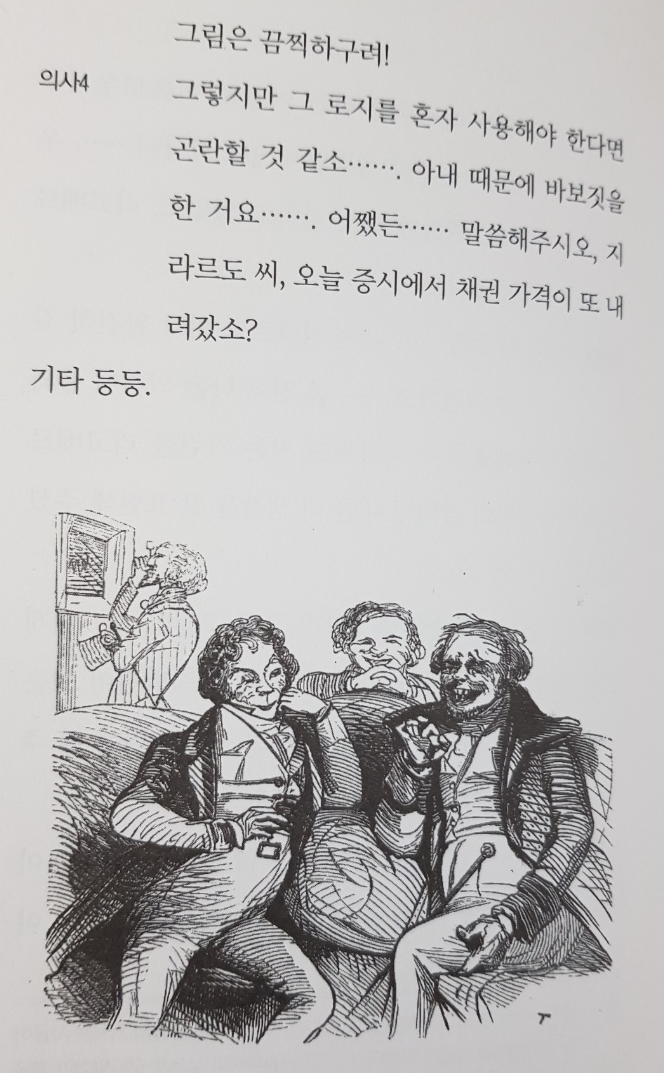 그림은 끔찍하구려!
의사4 그렇지만 그 로지를 혼자 사용해야 한다면
곤란할 것 같소……. 아내 때문에 바보짓을
한 거요……. 어쨌든…… 말씀해주시오, 지
라르도 씨, 오늘 증시에서 채권 가격이 또 내
려갔소?
기타 등등.
T